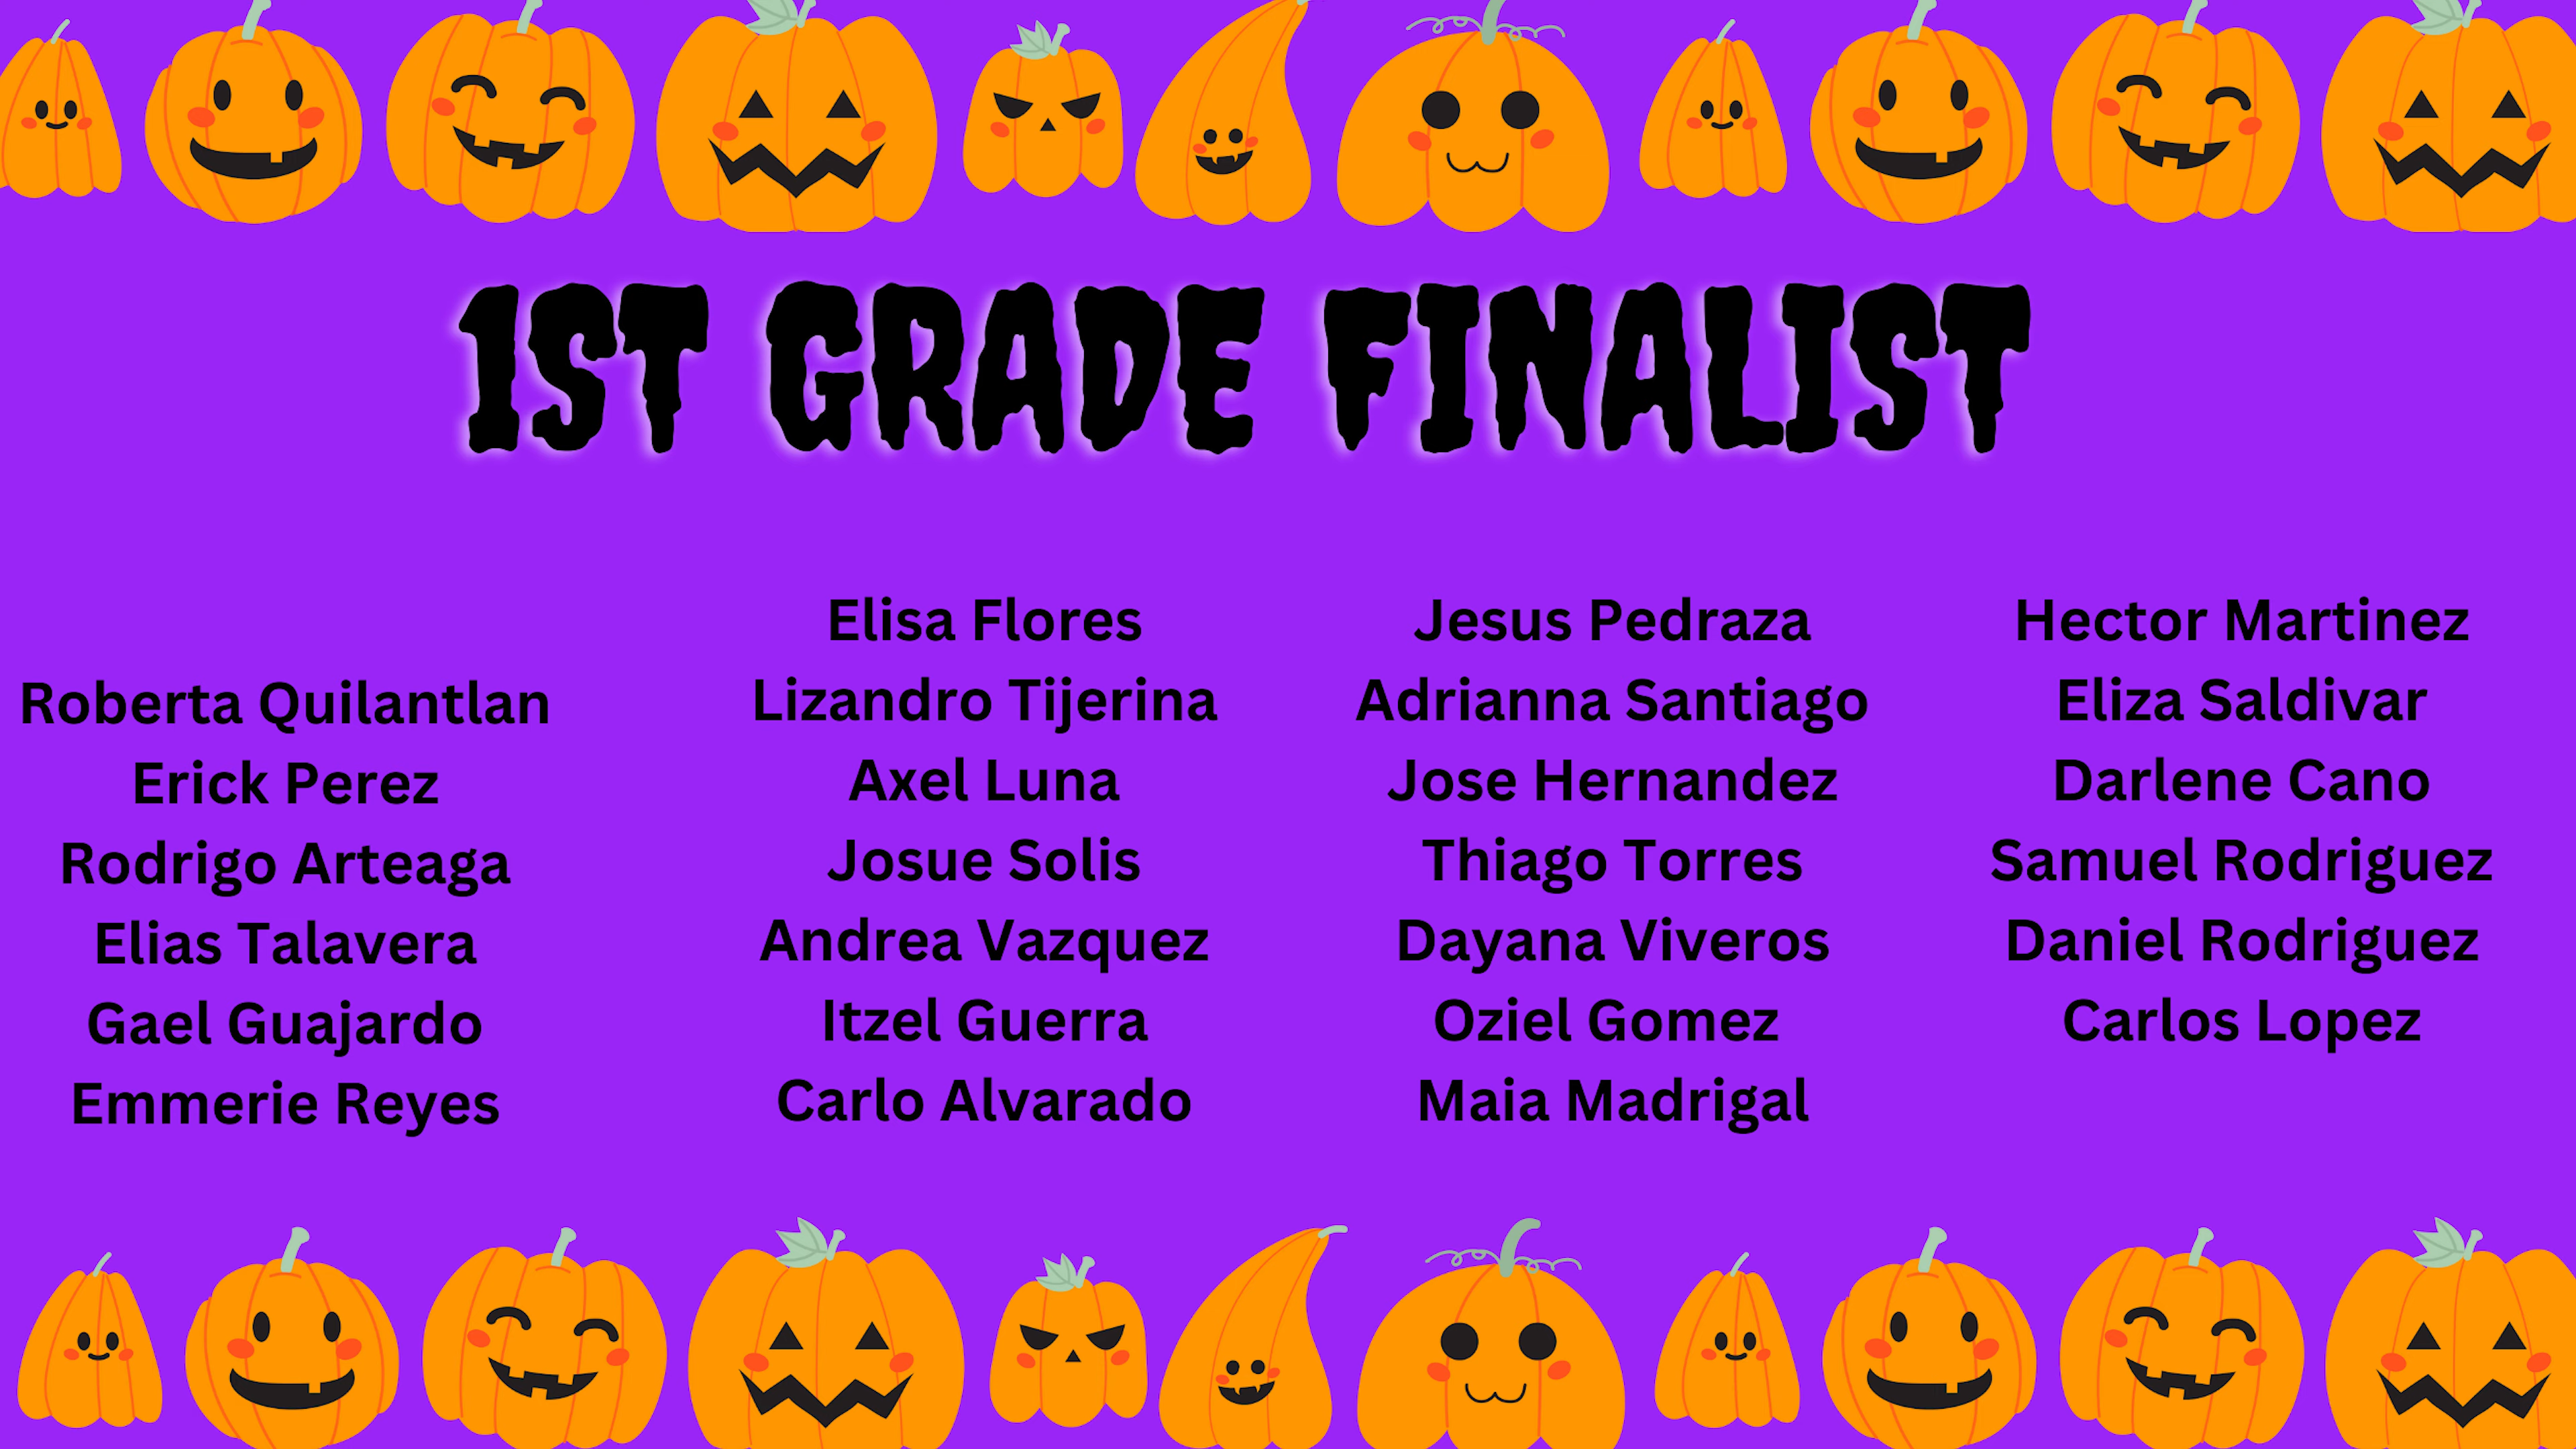 1ST GRADE FINALIST
Roberta Quilantlan
Erick Perez
Rodrigo Arteaga
Elias Talavera
Gael Guajardo
Emmerie Reyes
Elisa Flores
Lizandro Tijerina
Axel Luna
Josue Solis
Andrea Vazquez
Itzel Guerra
Carlo Alvarado
Jesus Pedraza
Adrianna Santiago
Jose Hernandez
Thiago Torres
Dayana Viveros
Oziel Gomez
Maia Madrigal
Hector Martinez
Eliza Saldivar
Darlene Cano
Samuel Rodriguez
Daniel Rodriguez
Carlos Lopez